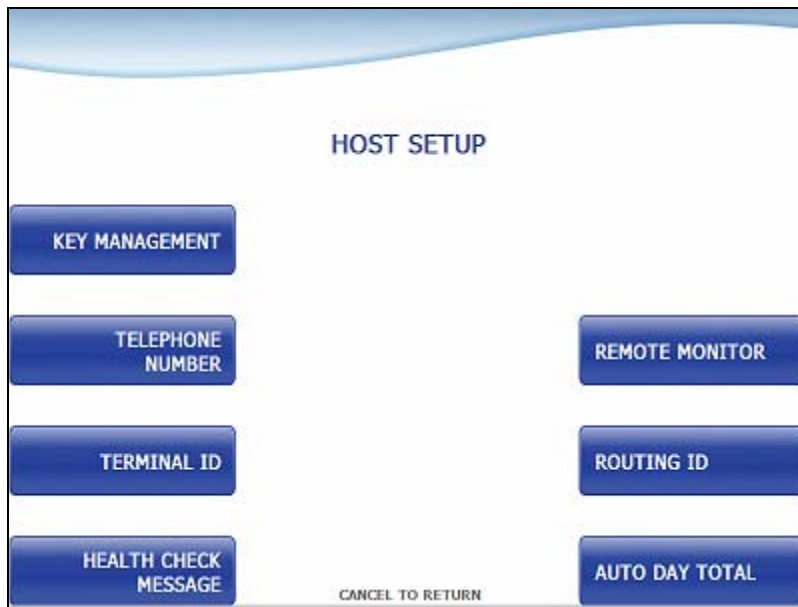 HOST SETUP
KEY MANAGEMENT
TELEPHONE
NUMBER
REMOTE MONITOR
TERMINAL ID
ROUTING ID
HEALTH CHECK
MESSAGE
AUTO DAY TOTAL
CANCEL TO RETURN